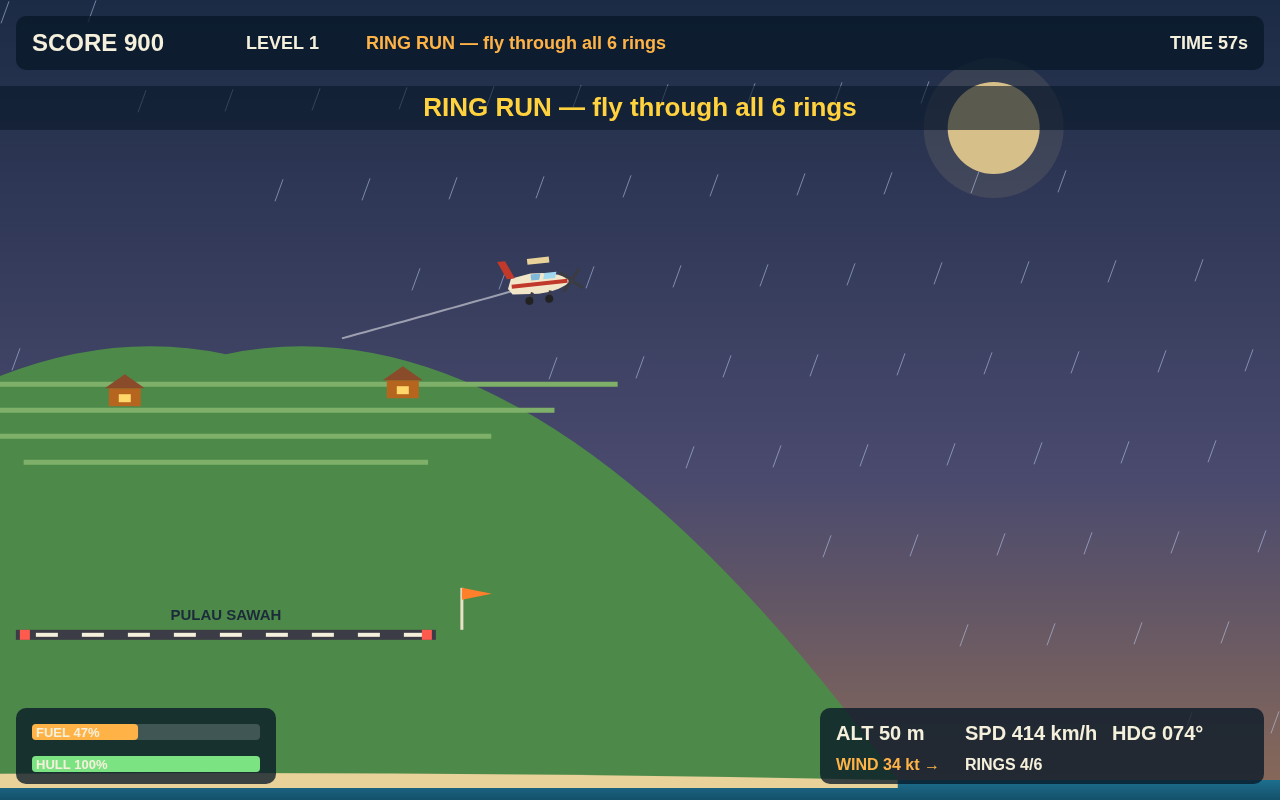 SCORE 900 LEVEL 1 RING RUN — fly through all 6 rings TIME 57s
RING RUN — fly through all 6 rings
PULAU SAWAH
FUEL 47%
HULL 100%
ALT 50 m SPD 414 km/h HDG 074°
WIND 34 kt → RINGS 4/6